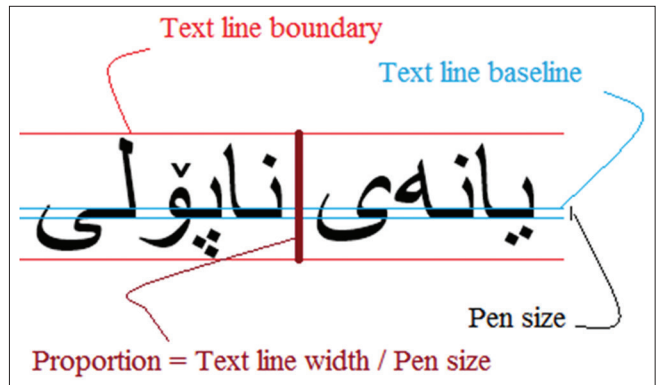 Text line boundary
Text line baseline
یانەی ناپۆلی
Pen size
Proportion = Text line width / Pen size